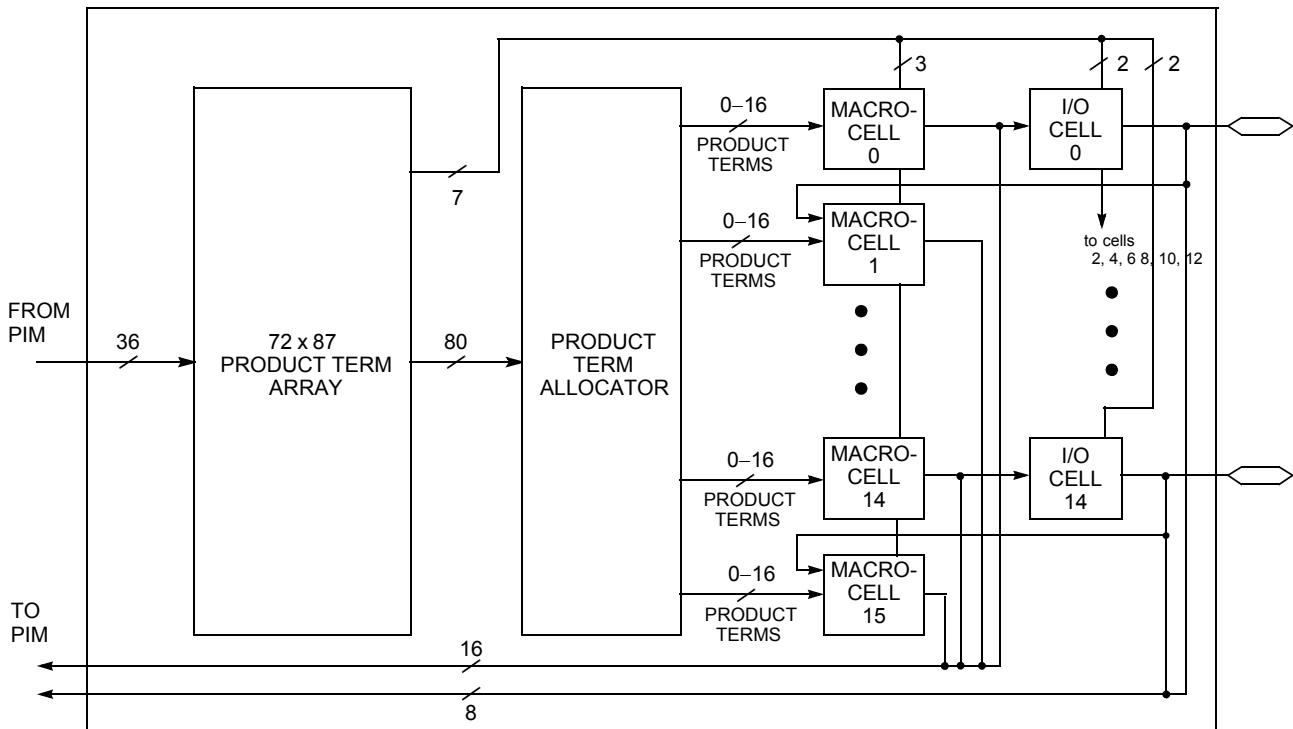 3
2
2
0–16
PRODUCT
TERMS
MACRO-
CELL
0
I/O
CELL
0
7
0–16
PRODUCT
TERMS
MACRO-
CELL
1
to cells
2, 4, 6 8, 10, 12
FROM
PIM
36
72 x 87
PRODUCT TERM
ARRAY
80
PRODUCT
TERM
ALLOCATOR
0–16
PRODUCT
TERMS
MACRO-
CELL
14
I/O
CELL
14
0–16
PRODUCT
TERMS
MACRO-
CELL
15
TO
PIM
16
8